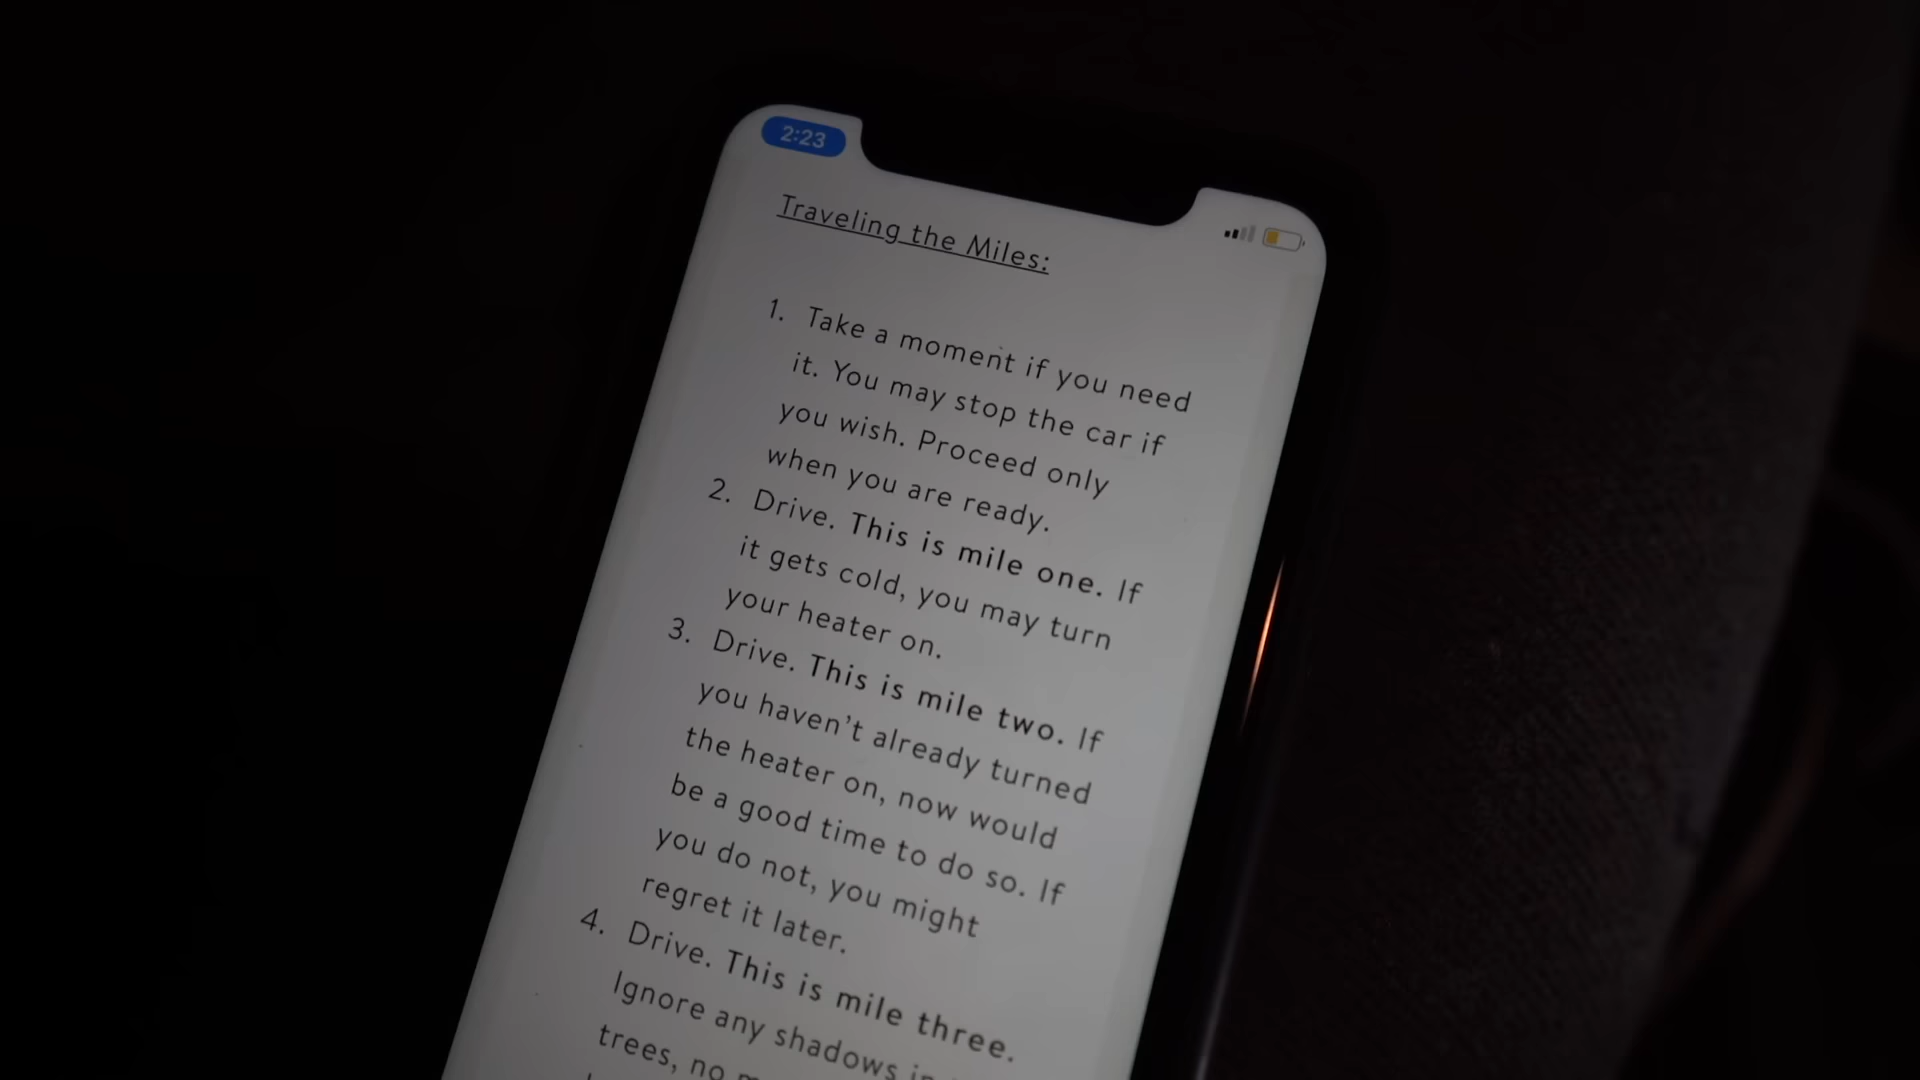 2:23
Traveling the Miles:
1. Take a moment if you need
it. You may stop the car if
you wish. Proceed only
when you are ready.
2. Drive. This is mile one. If
it gets cold, you may turn
your heater on.
3. Drive. This is mile two. If
you haven't already turned
the heater on, now would
be a good time to do so. If
you do not, you might
regret it later.
4. Drive. This is mile three.
Ignore any shadows in
trees, no